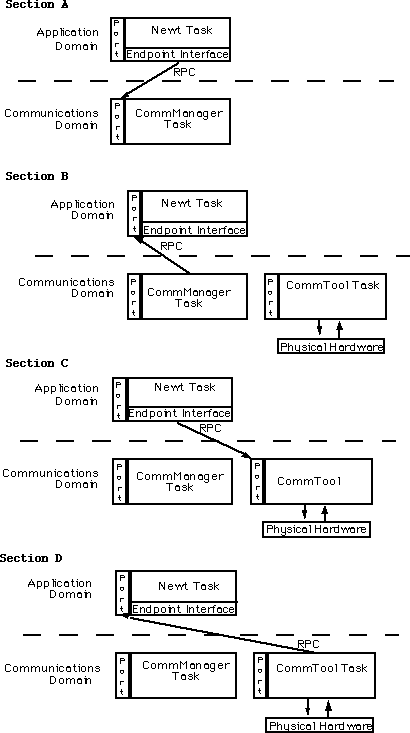 Section A
Application
Domain
Port
Newt Task
Endpoint Interface
RPC
Communications
Domain
Port
CommManager
Task
Section B
Application
Domain
Port
Newt Task
Endpoint Interface
RPC
Communications
Domain
Port
CommManager
Task
Port
CommTool Task
Physical Hardware
Section C
Application
Domain
Port
Newt Task
Endpoint Interface
RPC
Communications
Domain
Port
CommManager
Task
Port
CommTool
Physical Hardware
Section D
Application
Domain
Port
Newt Task
Endpoint Interface
RPC
Communications
Domain
Port
CommManager
Task
Port
CommTool Task
Physical Hardware